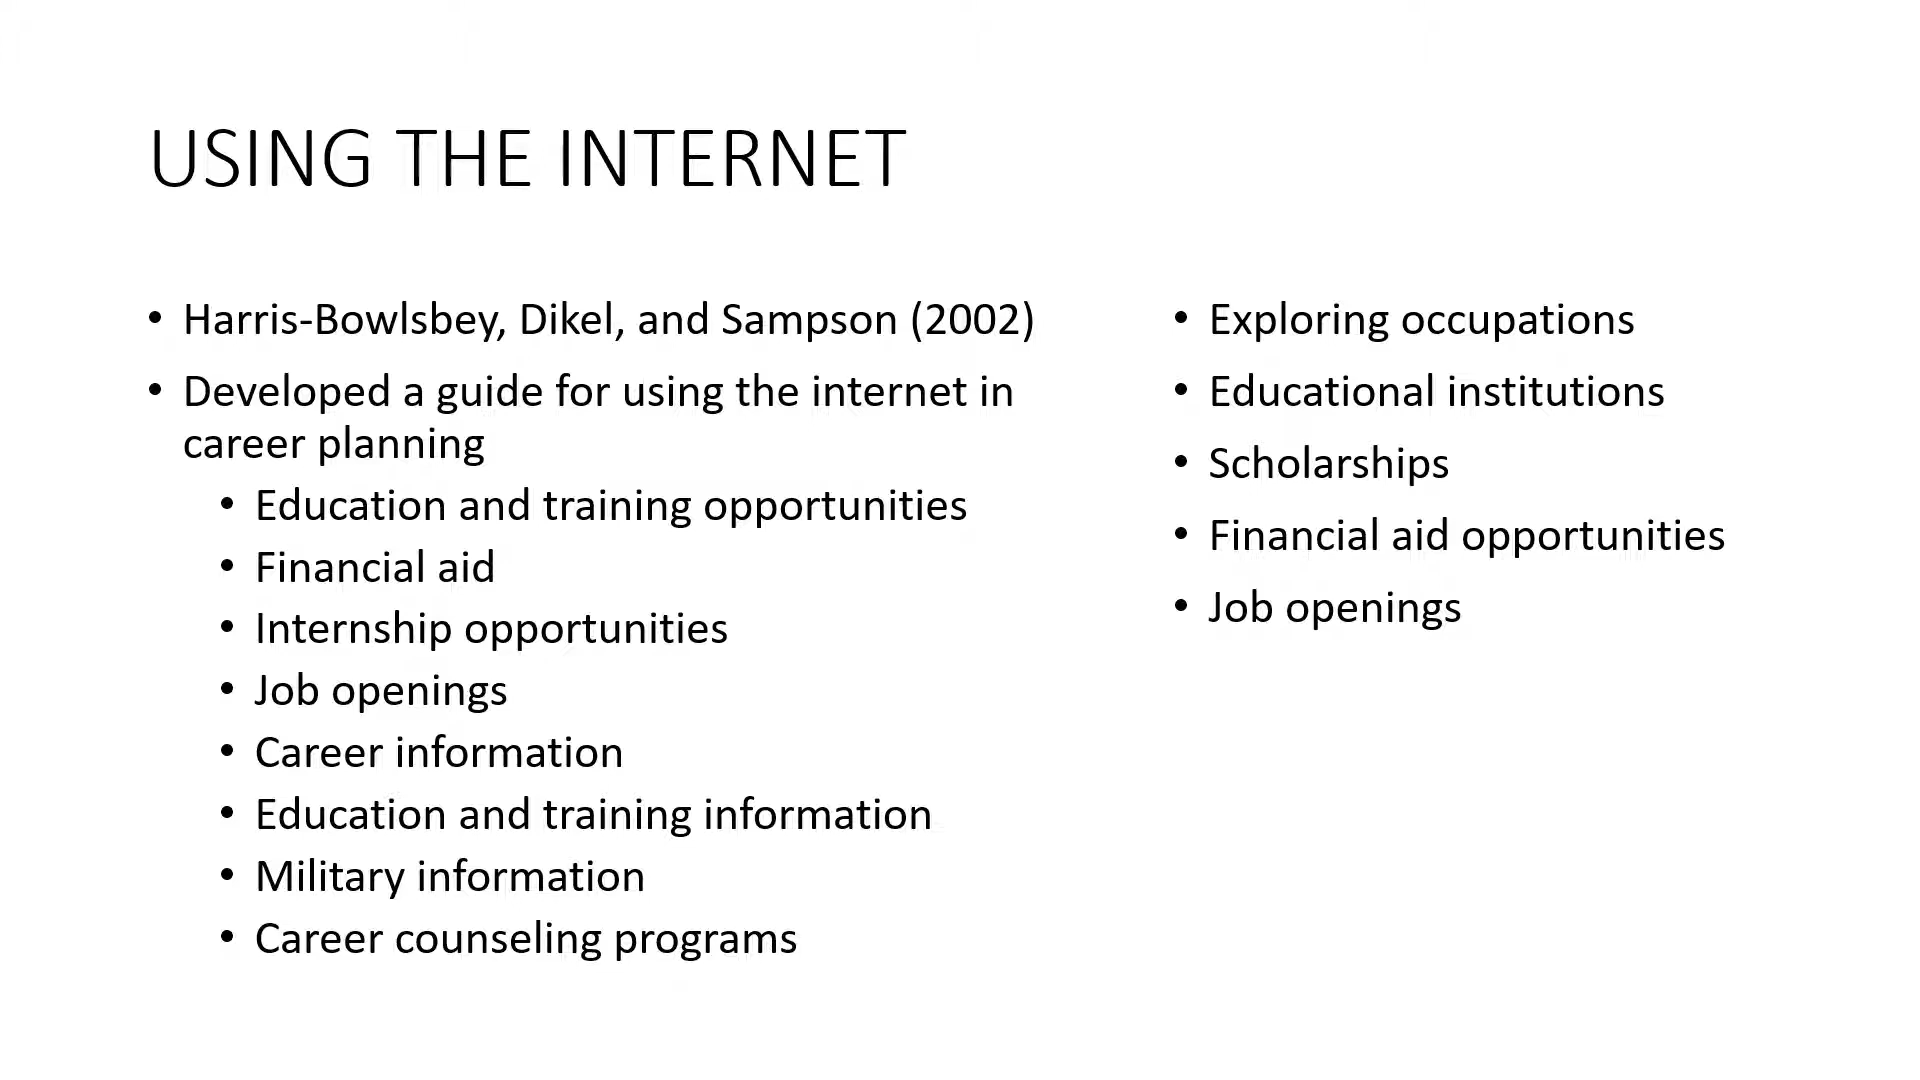 USING THE INTERNET
• Harris-Bowlsbey, Dikel, and Sampson (2002)
• Developed a guide for using the internet in
career planning
• Education and training opportunities
• Financial aid
• Internship opportunities
• Job openings
• Career information
• Education and training information
• Military information
• Career counseling programs
• Exploring occupations
• Educational institutions
• Scholarships
• Financial aid opportunities
• Job openings